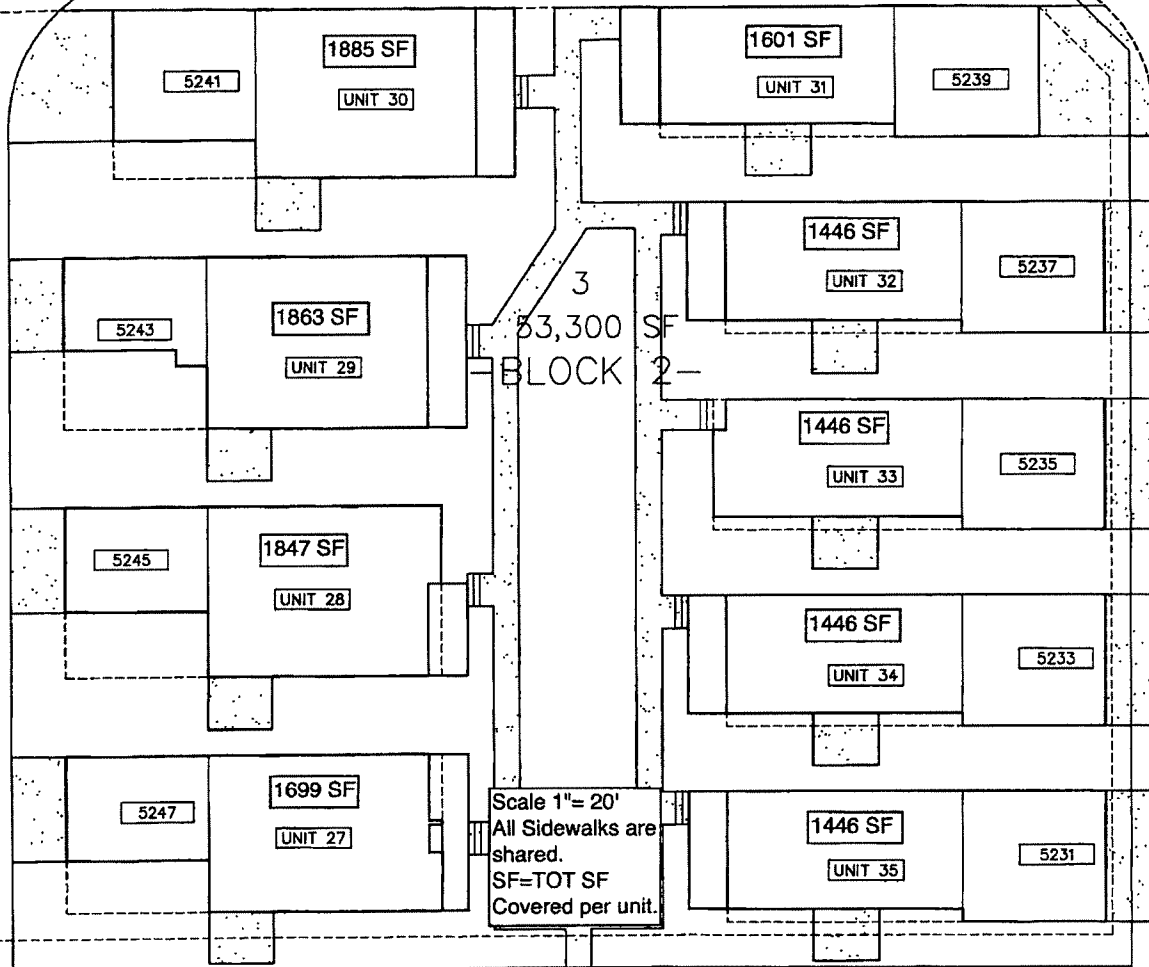 1885 SF
5241
UNIT 30
1601 SF
UNIT 31
5239
1446 SF
UNIT 32
5237
1863 SF
5243
UNIT 29
3
53,300 SF
BLOCK 2
1446 SF
UNIT 33
5235
1847 SF
5245
UNIT 28
1446 SF
UNIT 34
5233
1699 SF
5247
UNIT 27
Scale 1"= 20'
All Sidewalks are
shared.
SF=TOT SF
Covered per unit.
1446 SF
UNIT 35
5231